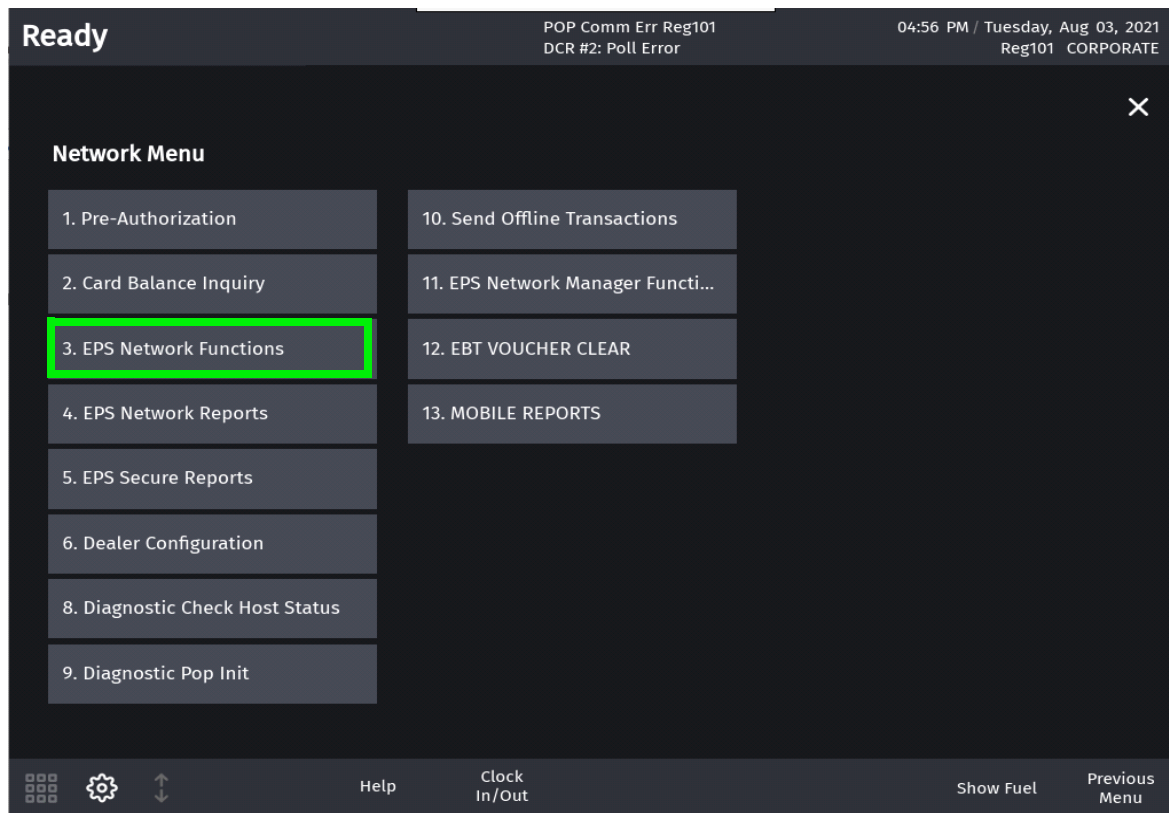 Ready
POP Comm Err Reg101
DCR #2: Poll Error
04:56 PM / Tuesday, Aug 03, 2021
Reg101 CORPORATE
Network Menu
1. Pre-Authorization
2. Card Balance Inquiry
3. EPS Network Functions
4. EPS Network Reports
5. EPS Secure Reports
6. Dealer Configuration
8. Diagnostic Check Host Status
9. Diagnostic Pop Init
10. Send Offline Transactions
11. EPS Network Manager Functi...
12. EBT VOUCHER CLEAR
13. MOBILE REPORTS
Help
Clock
In/Out
Show Fuel
Previous
Menu